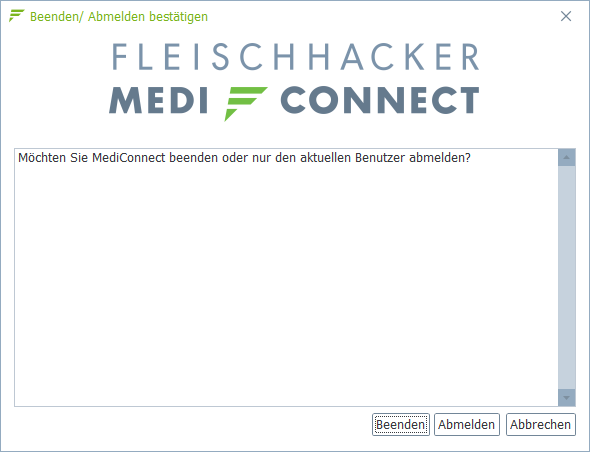 Beenden/ Abmelden bestätigen
FLEISCHHACKER
MEDI CONNECT
Möchten Sie MediConnect beenden oder nur den aktuellen Benutzer abmelden?
Beenden Abmelden Abbrechen